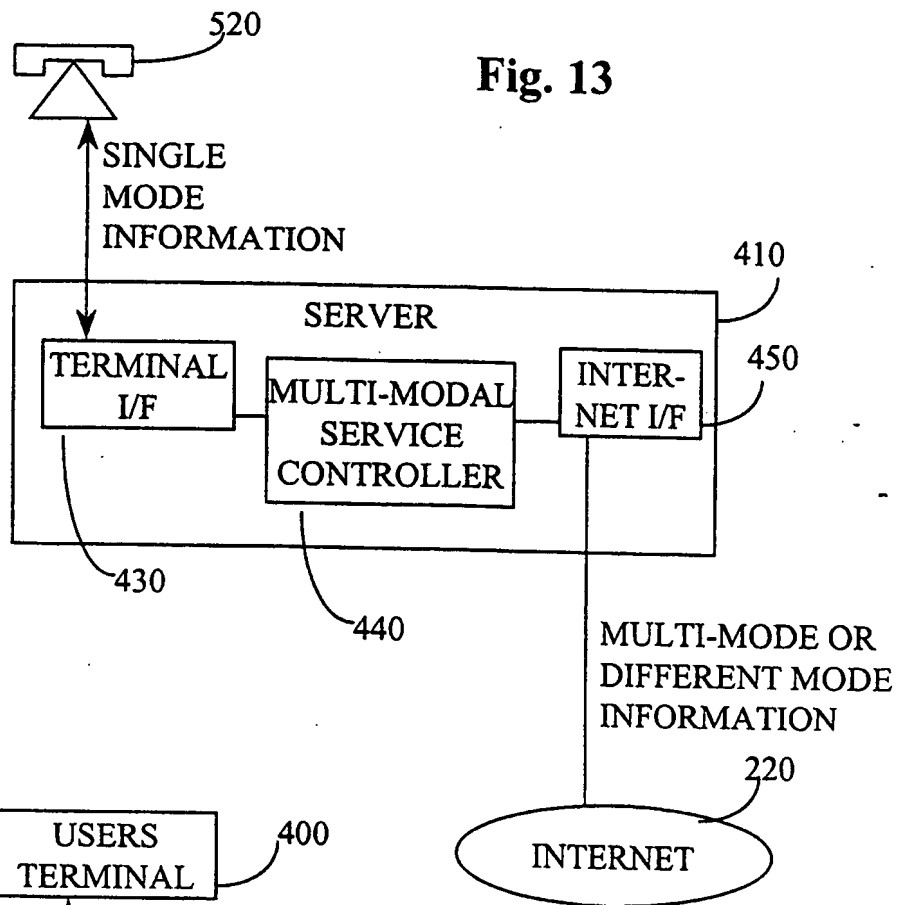 520
Fig. 13
SINGLE
MODE
INFORMATION
410
SERVER
TERMINAL
I/F
MULTI-MODAL
SERVICE
CONTROLLER
INTER-
NET I/F
450
430
440
MULTI-MODE OR
DIFFERENT MODE
INFORMATION
220
USERS
TERMINAL
400
INTERNET